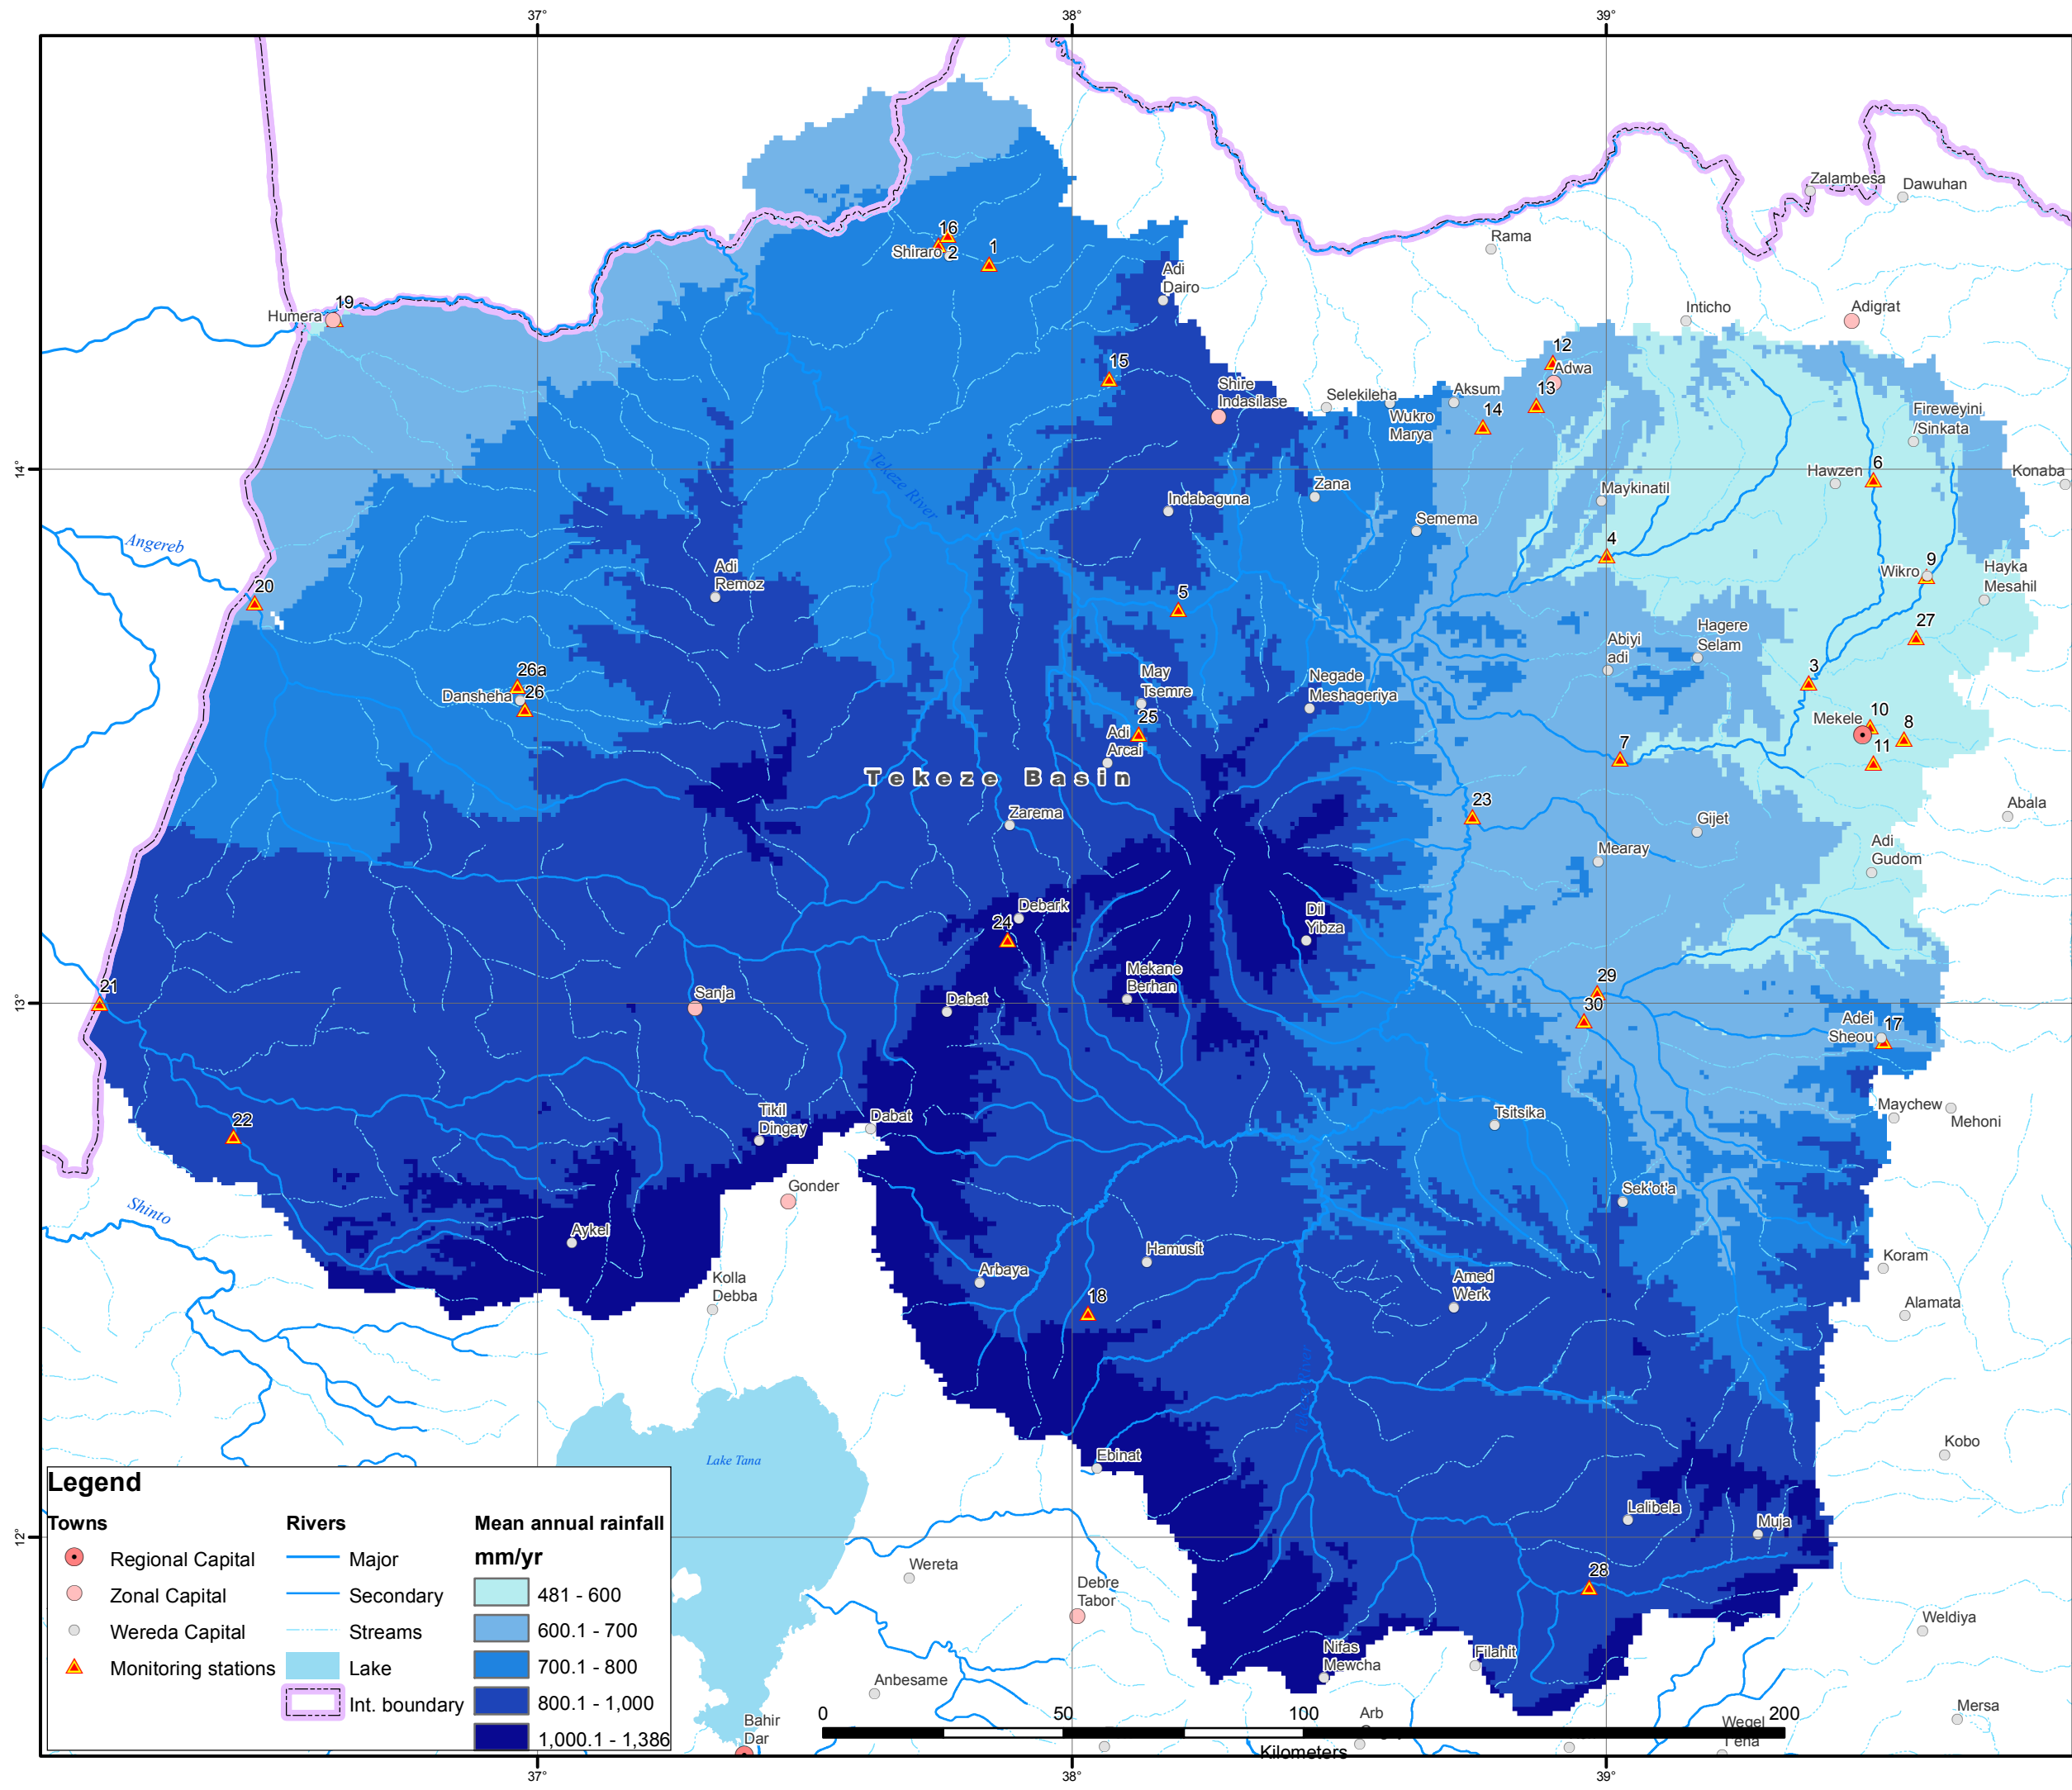 37°
38°
39°
Zalambesa
Dawuhan
16
Shiraro
2
1
Rama
Adi
Dairo
19
Humera
Inticho
Adigrat
12
Adwa
15
Shire
Indasilase
Selekileha
Aksum
13
14
Wukro
Marya
Fireweyini
/Sinkata
14°
Tekeze River
6
Hawzen
Konaba
Zana
Maykinatil
Indabaguna
Semema
Angereb
4
9
Wikro
Hayka
Mesahil
Adi
Remoz
20
5
27
Hagere
Selam
Abiyi
adi
26a
3
May
Tsemre
Negade
Meshageriya
Dansheha
26
10
Mekele
8
25
Adi
Arcai
11
7
Tekeze Basin
23
Abala
Zarema
Gijet
Mearay
Adi
Gudom
Debark
24
Dil
Yibza
Mekane
Berhan
29
21
Sanja
Dabat
13°
30
Adei
Sheou
17
Maychew
Mehoni
22
Tikil
Dingay
Dabat
Tsitsika
Gonder
Sek'ot'a
Shinto
Aykel
Hamusit
Koram
Arbaya
Kolla
Debba
Amed
Werk
18
Alamata
Kobo
Ebinat
Lake Tana
Lalibela
Muja
12°
Wereta
28
Debre
Tabor
Weldiya
Nifas
Mewcha
Filahit
Anbesame
Mersa
Bahir
Dar
Arb
Wegel
Tena
0
50
100
200
Kilometers
Legend
Towns
Regional Capital
Zonal Capital
Wereda Capital
Monitoring stations
Rivers
Major
Secondary
Streams
Lake
Int. boundary
Mean annual rainfall
mm/yr
481 - 600
600.1 - 700
700.1 - 800
800.1 - 1,000
1,000.1 - 1,386
37°
38°
39°